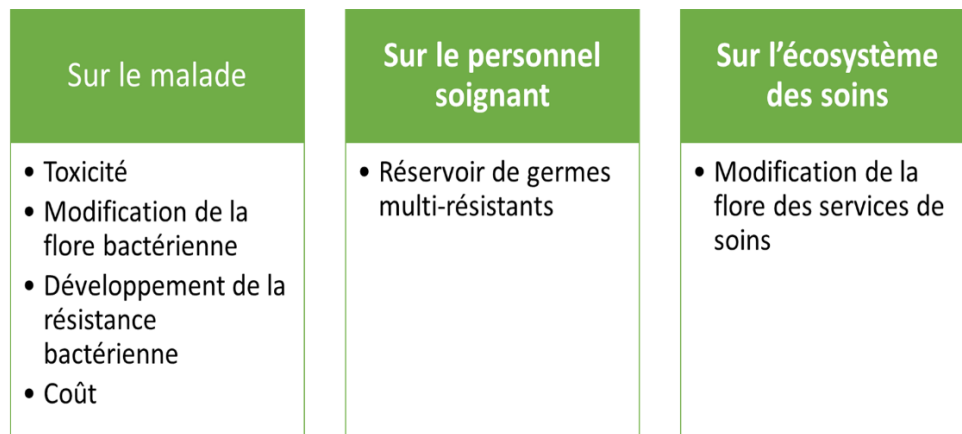 Sur le malade
• Toxicité
• Modification de la
flore bactérienne
• Développement de la
résistance
bactérienne
• Coût
Sur le personnel
soignant
• Réservoir de germes
multi-résistants
Sur l’écosystème
des soins
• Modification de la
flore des services de
soins